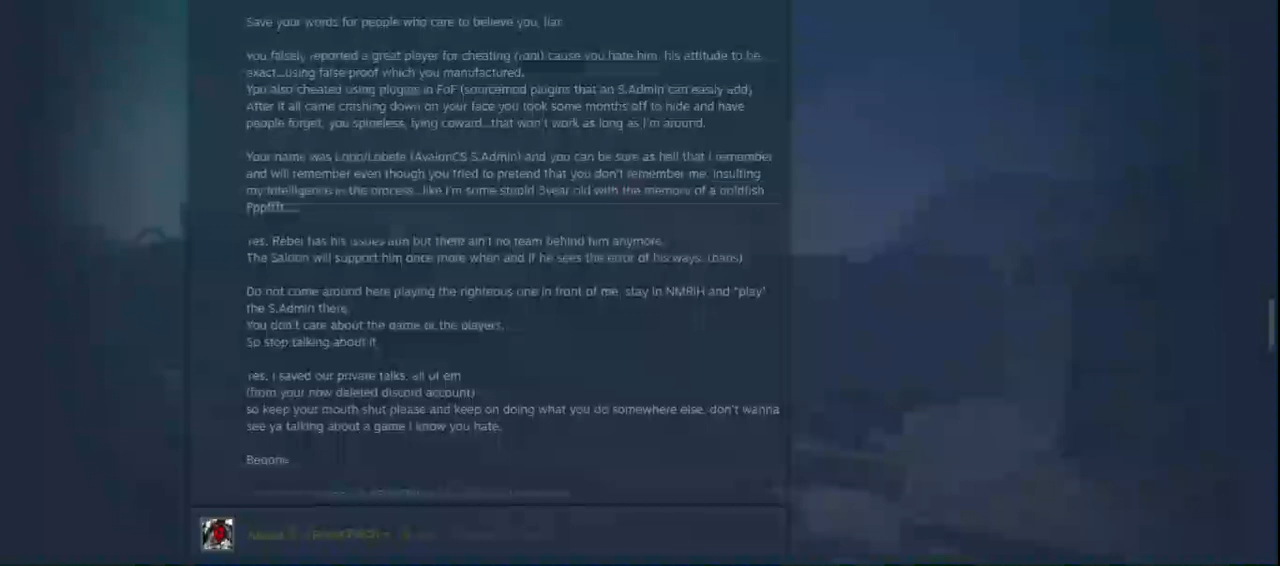 Save your words for people who care to believe you, liar.
you falsely reported a great player for cheating (rani) cause you hate him, his attitude to be
exact...using false proof which you manufactured.
You also cheated using plugins in FoF (sourcemod plugins that an S.Admin can easily add)
After it all came crashing down on your face you took some months off to hide and have
people forget, you spineless, lying coward...that won't work as long as I'm around.
Your name was Lopo/Lobete (AvalonCS S.Admin) and you can be sure as hell that I remember
and will remember even though you tried to pretend that you don't remember me, insulting
my intelligence in the process...like I'm some stupid 3year old with the memory of a goldfish
Pppffft....
Yes, Rebel has his issues but there ain't no team behind him anymore.
The Saloon will support him once more when and if he sees the error of his ways. (bans)
Do not come around here playing the righteous one in front of me, stay in NMRIH and "play"
the S.Admin there.
You don't care about the game or the players.
So stop talking about it
Yes, I saved our private talks, all of em
(from your now deleted discord account)
so keep your mouth shut please and keep on doing what you do somewhere else, don't wanna
see ya talking about a game I know you hate.
Begone